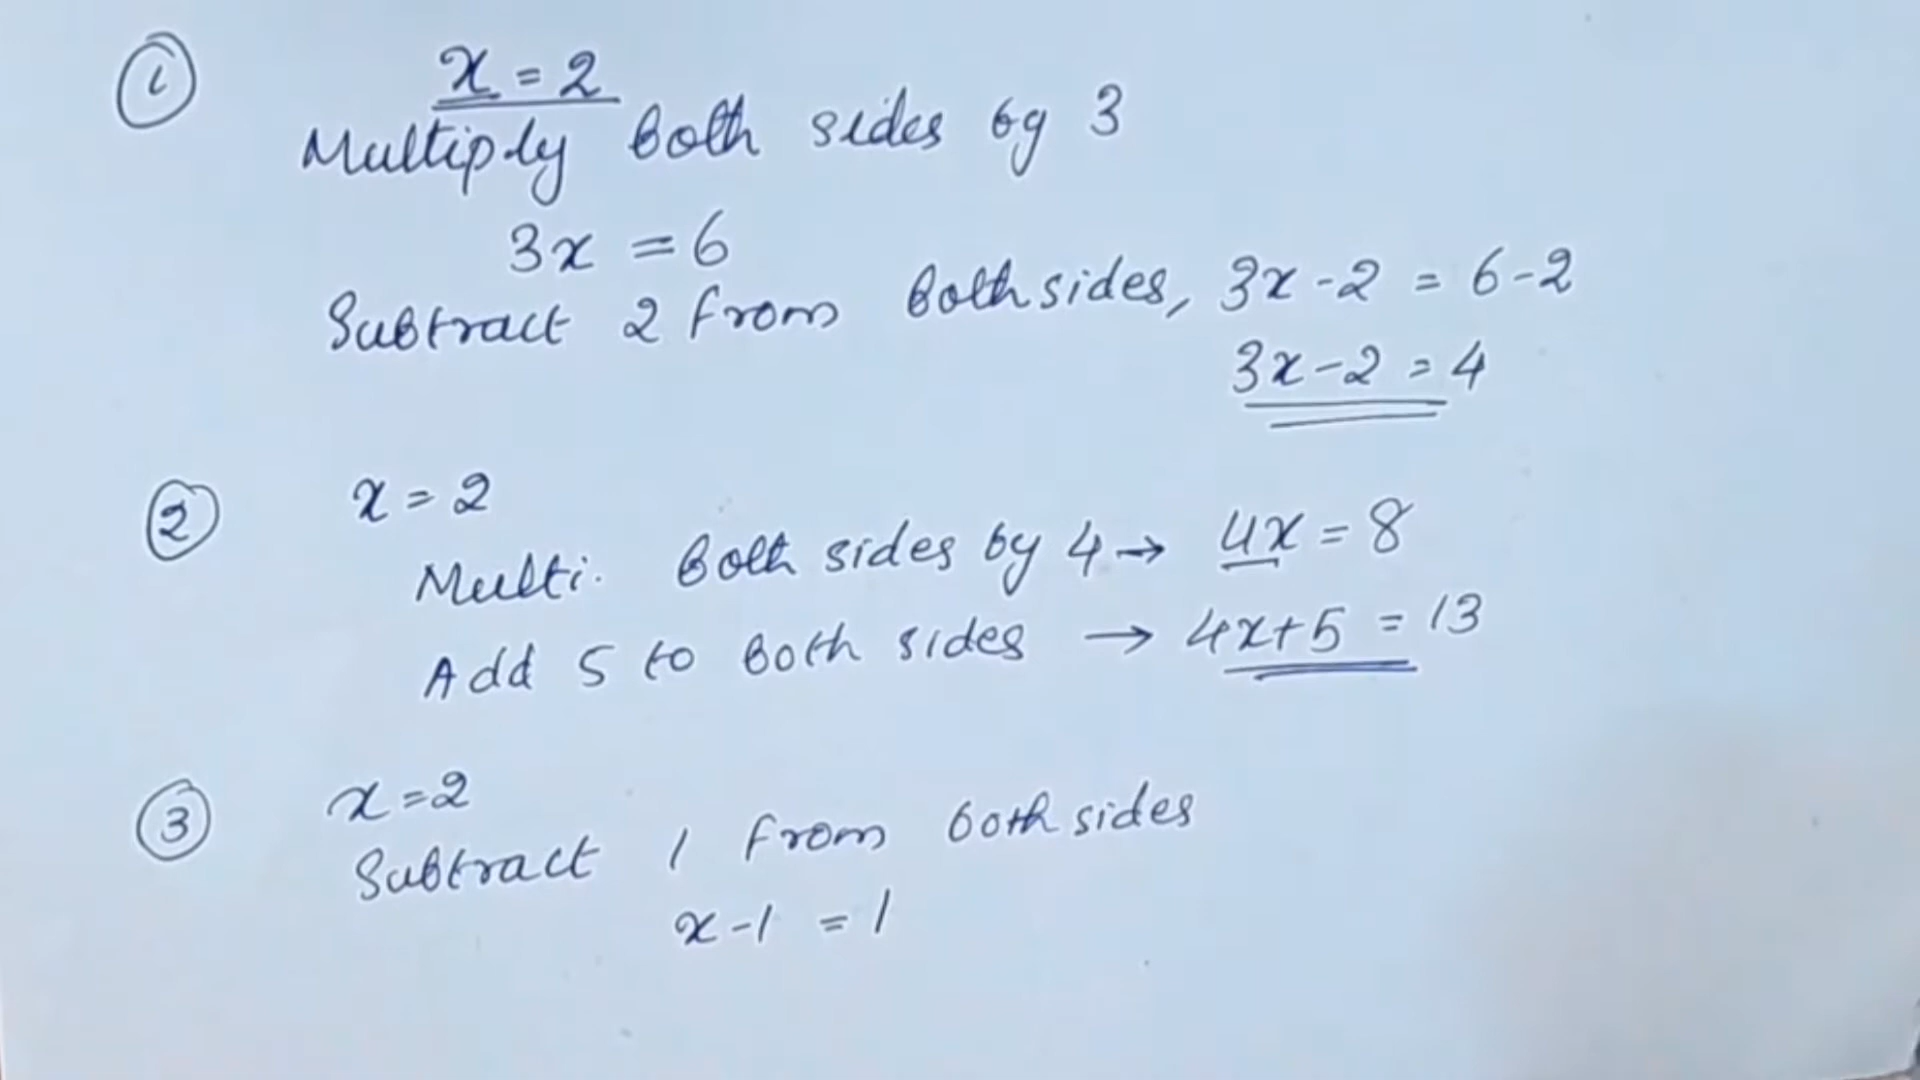 ① x = 2
Multiply both sides by 3
3x = 6
Subtract 2 from both sides, 3x - 2 = 6 - 2
3x - 2 = 4
② x = 2
Multi. both sides by 4 → 4x = 8
Add 5 to both sides → 4x + 5 = 13
③ x = 2
Subtract 1 from both sides
x - 1 = 1